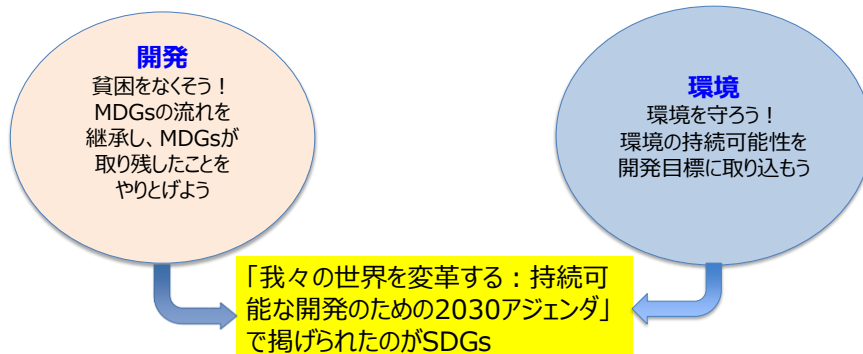 開発
貧困をなくそう！
MDGsの流れを
継承し、MDGsが
取り残したことを
やりとげよう
環境
環境を守ろう！
環境の持続可能性を
開発目標に取り込もう
「我々の世界を変革する：持続可
能な開発のための2030アジェンダ」
で掲げられたのがSDGs